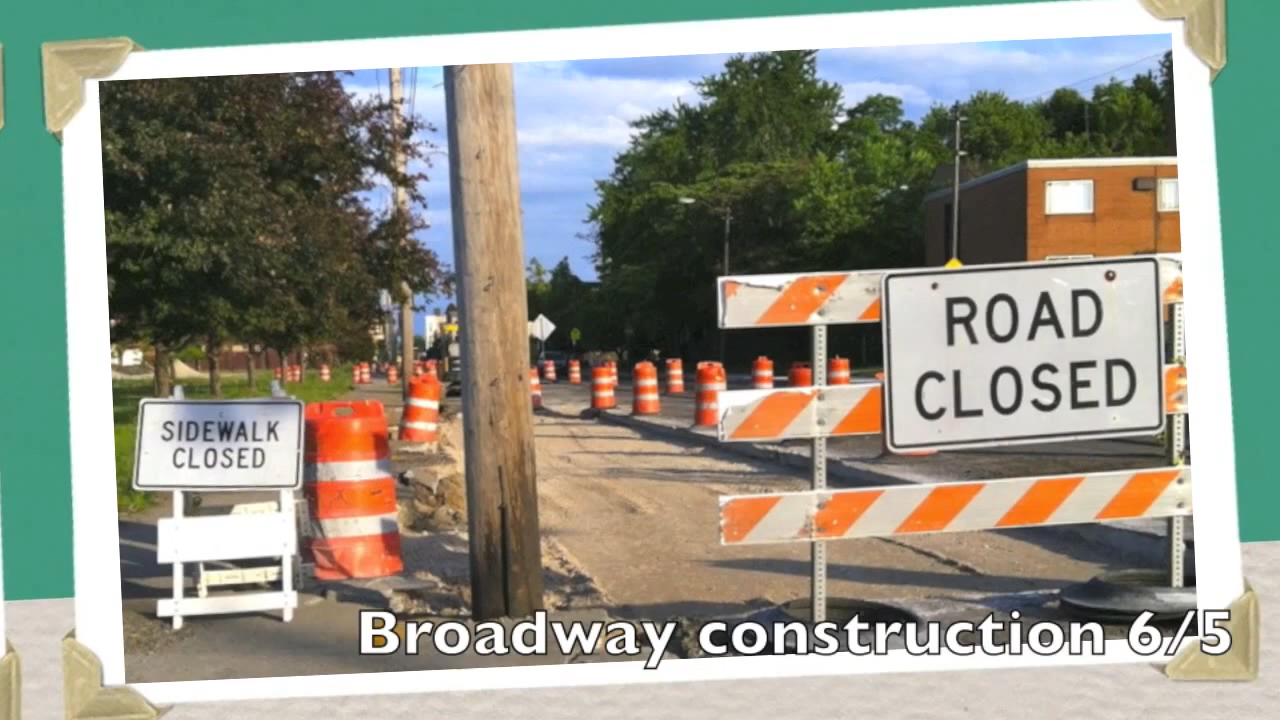 SIDEWALK
CLOSED
ROAD
CLOSED
Broadway construction 6/5